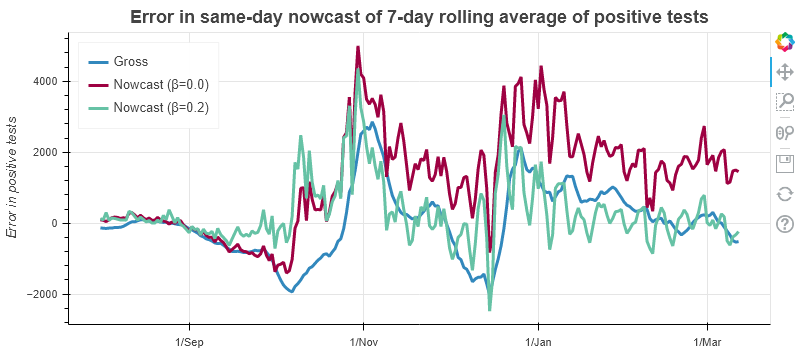 Error in same-day nowcast of 7-day rolling average of positive tests
Gross
Nowcast (β=0.0)
Nowcast (β=0.2)
Error in positive tests
4000
2000
0
−2000
1/Sep
1/Nov
1/Jan
1/Mar